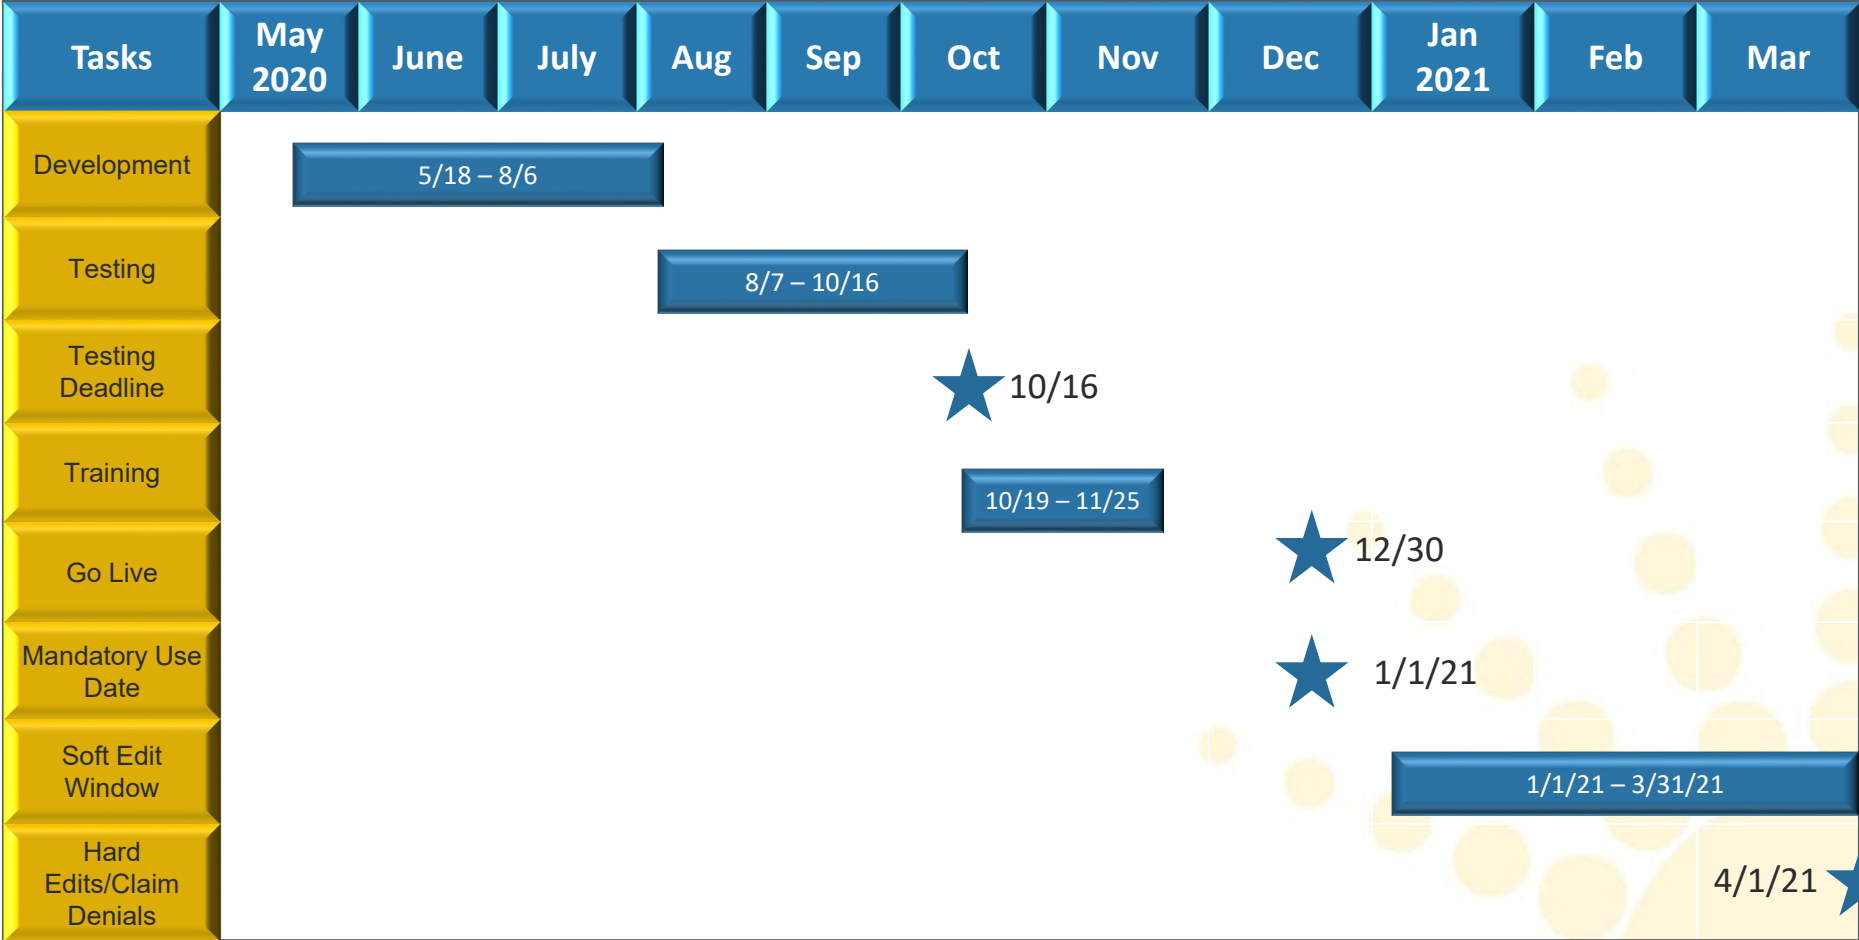 Tasks
May
2020
June
July
Aug
Sep
Oct
Nov
Dec
Jan
2021
Feb
Mar
Development
5/18 – 8/6
Testing
8/7 – 10/16
Testing
Deadline
10/16
Training
10/19 – 11/25
Go Live
12/30
Mandatory Use
Date
1/1/21
Soft Edit
Window
1/1/21 – 3/31/21
Hard
Edits/Claim
Denials
4/1/21